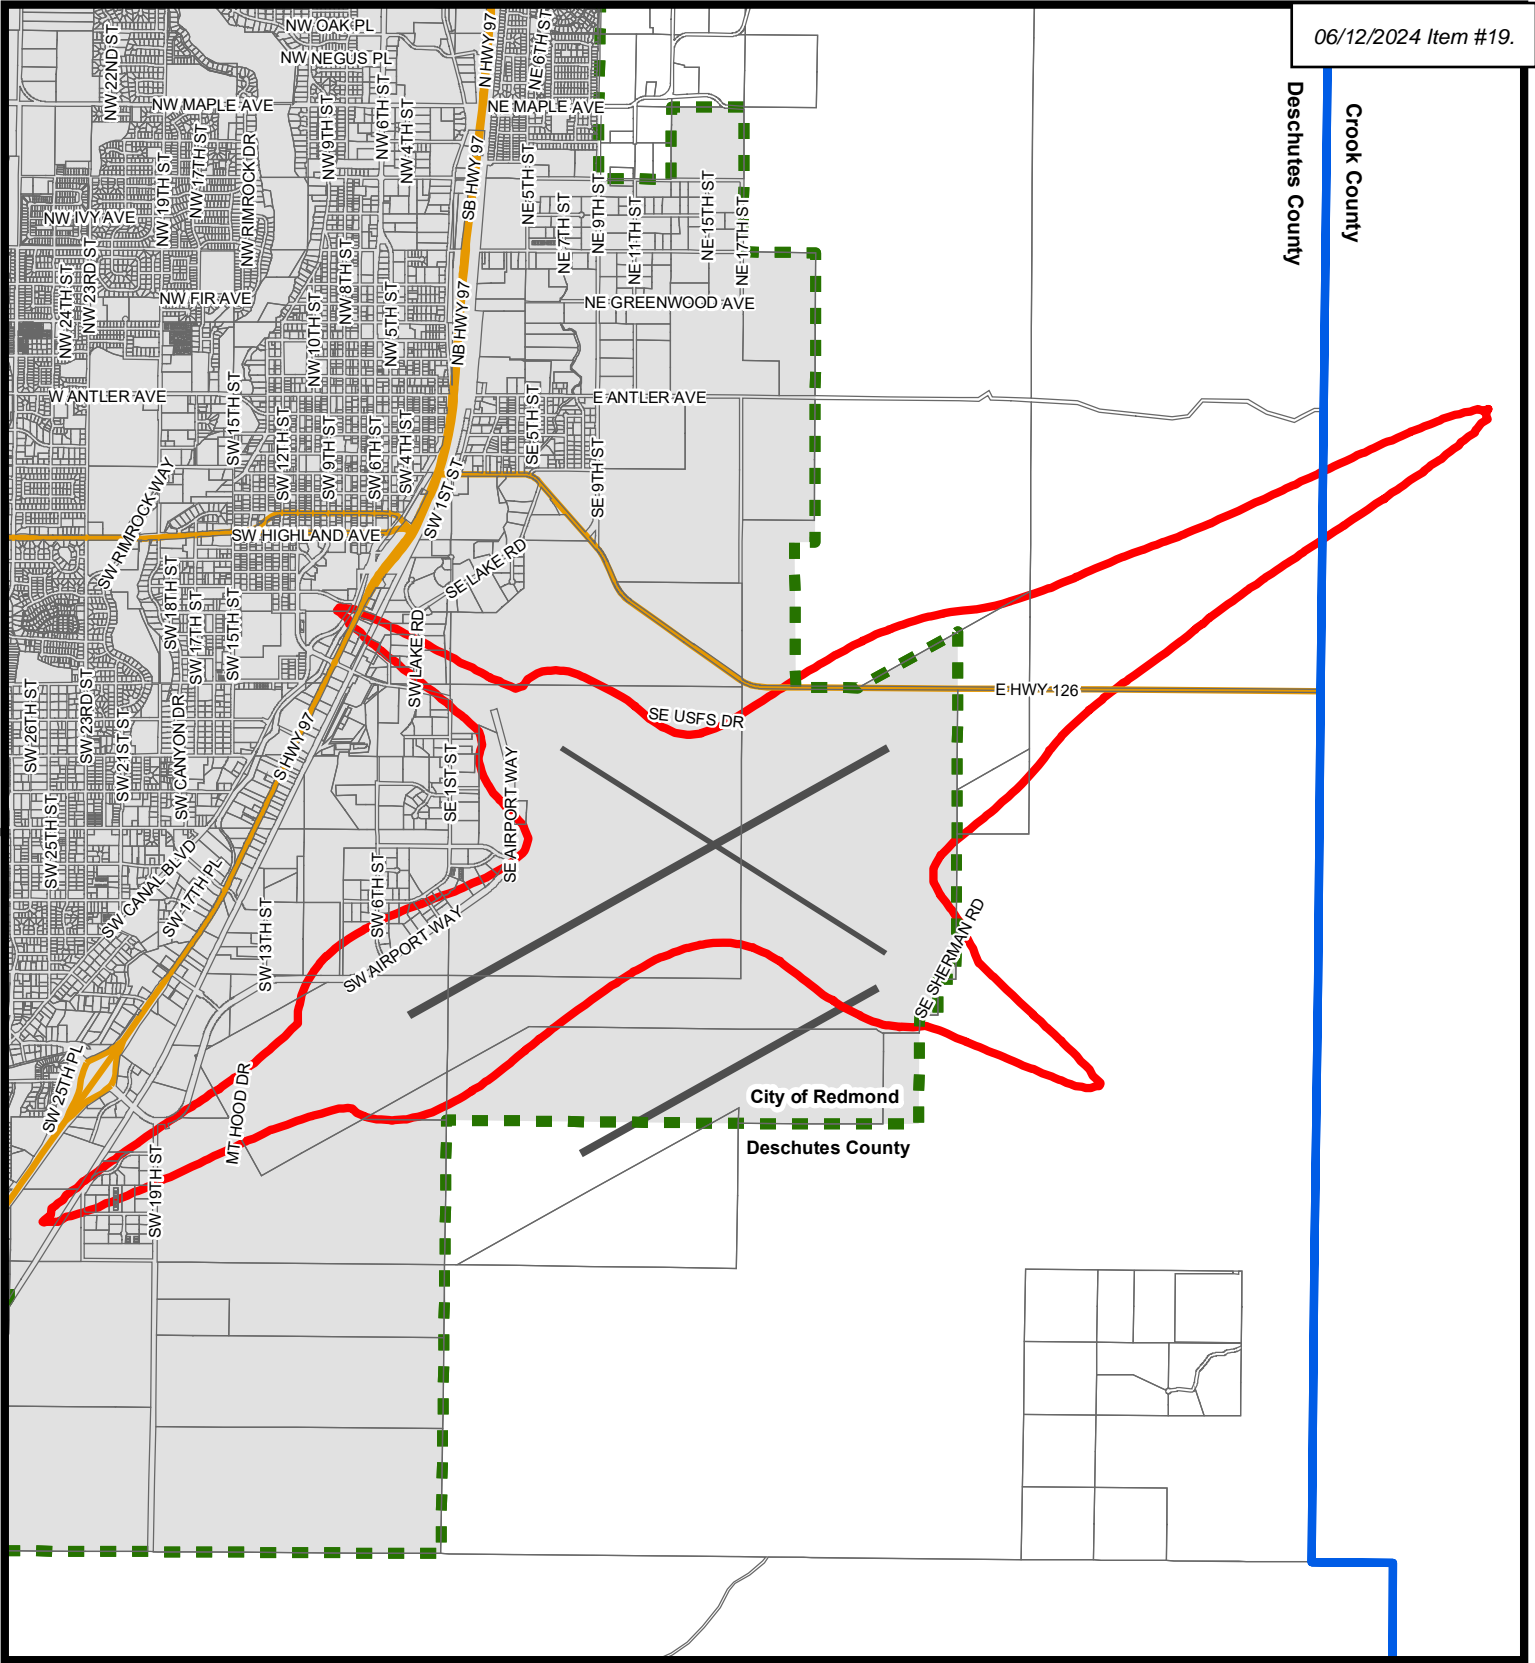 06/12/2024 Item #19.
Deschutes County
Crook County
NW OAK PL
NW 22ND ST
NW NEGUS PL
N HWY 97
NE 6TH ST
NW MAPLE AVE
NE MAPLE AVE
NW 9TH ST
NW 6TH ST
NW 4TH ST
NW 19TH ST
NW 17TH ST
NW RIMROCK DR
SB HWY 97
NE 5TH ST
NE 7TH ST
NE 9TH ST
NE 11TH ST
NE 15TH ST
NE 17TH ST
NW IVY AVE
NW 24TH ST
NW 23RD ST
NW 8TH ST
NW FIR AVE
NW 10TH ST
NW 5TH ST
NB HWY 97
NE GREENWOOD AVE
W ANTLER AVE
E ANTLER AVE
SW 15TH ST
SW 12TH ST
SW 9TH ST
SW 6TH ST
SW 4TH ST
SE 5TH ST
SE 9TH ST
SW 1ST ST
SW RIMROCK WAY
SW HIGHLAND AVE
SE LAKE RD
SW 18TH ST
SW 17TH ST
SW 15TH ST
SW LAKE RD
SW 26TH ST
SW 23RD ST
SW 21ST ST
SW CANYON DR
S HWY 97
SE USFS DR
E HWY 126
SE 1ST ST
SE AIRPORT WAY
SW 25TH ST
SW CANAL BLVD
SW 17TH PL
SW 13TH ST
SW 6TH ST
SW AIRPORT WAY
SE SHERMAN RD
SW 25TH PL
MT HOOD DR
SW 19TH ST
City of Redmond
Deschutes County